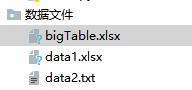 数据文件
bigTable.xlsx
data1.xlsx
data2.txt